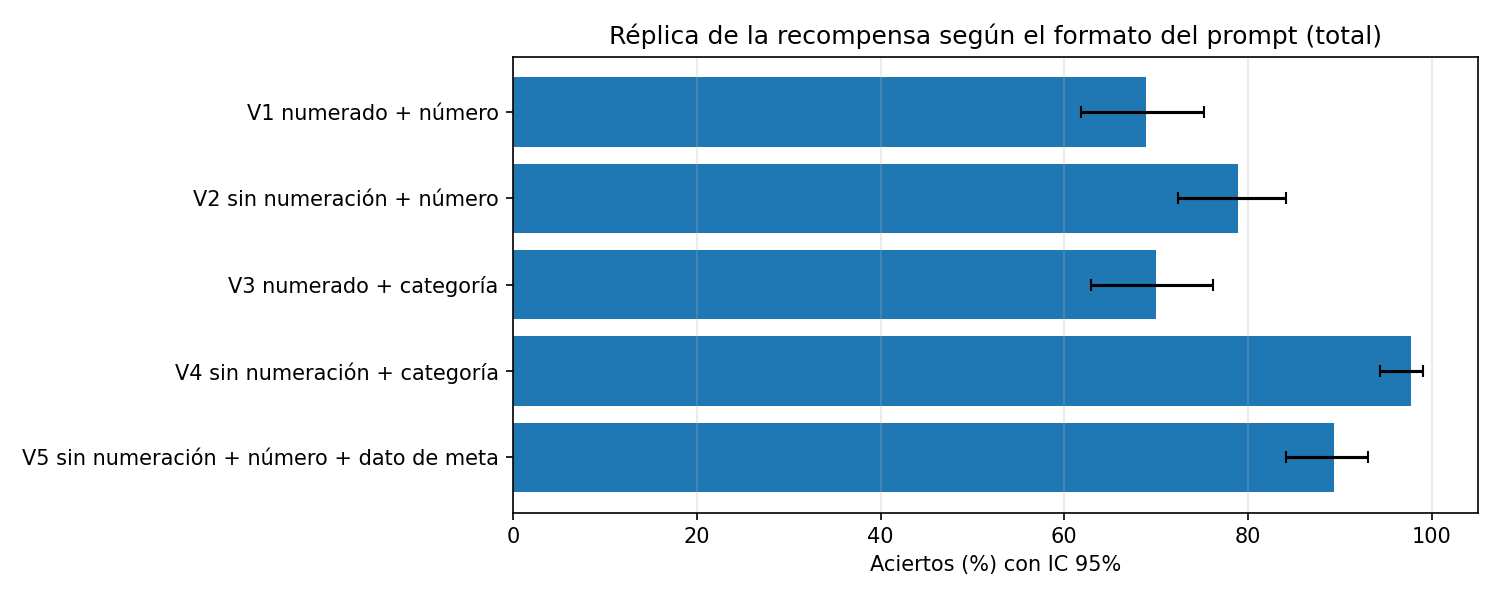 Réplica de la recompensa según el formato del prompt (total)
V1 numerado + número
V2 sin numeración + número
V3 numerado + categoría
V4 sin numeración + categoría
V5 sin numeración + número + dato de meta
0 20 40 60 80 100
Aciertos (%) con IC 95%